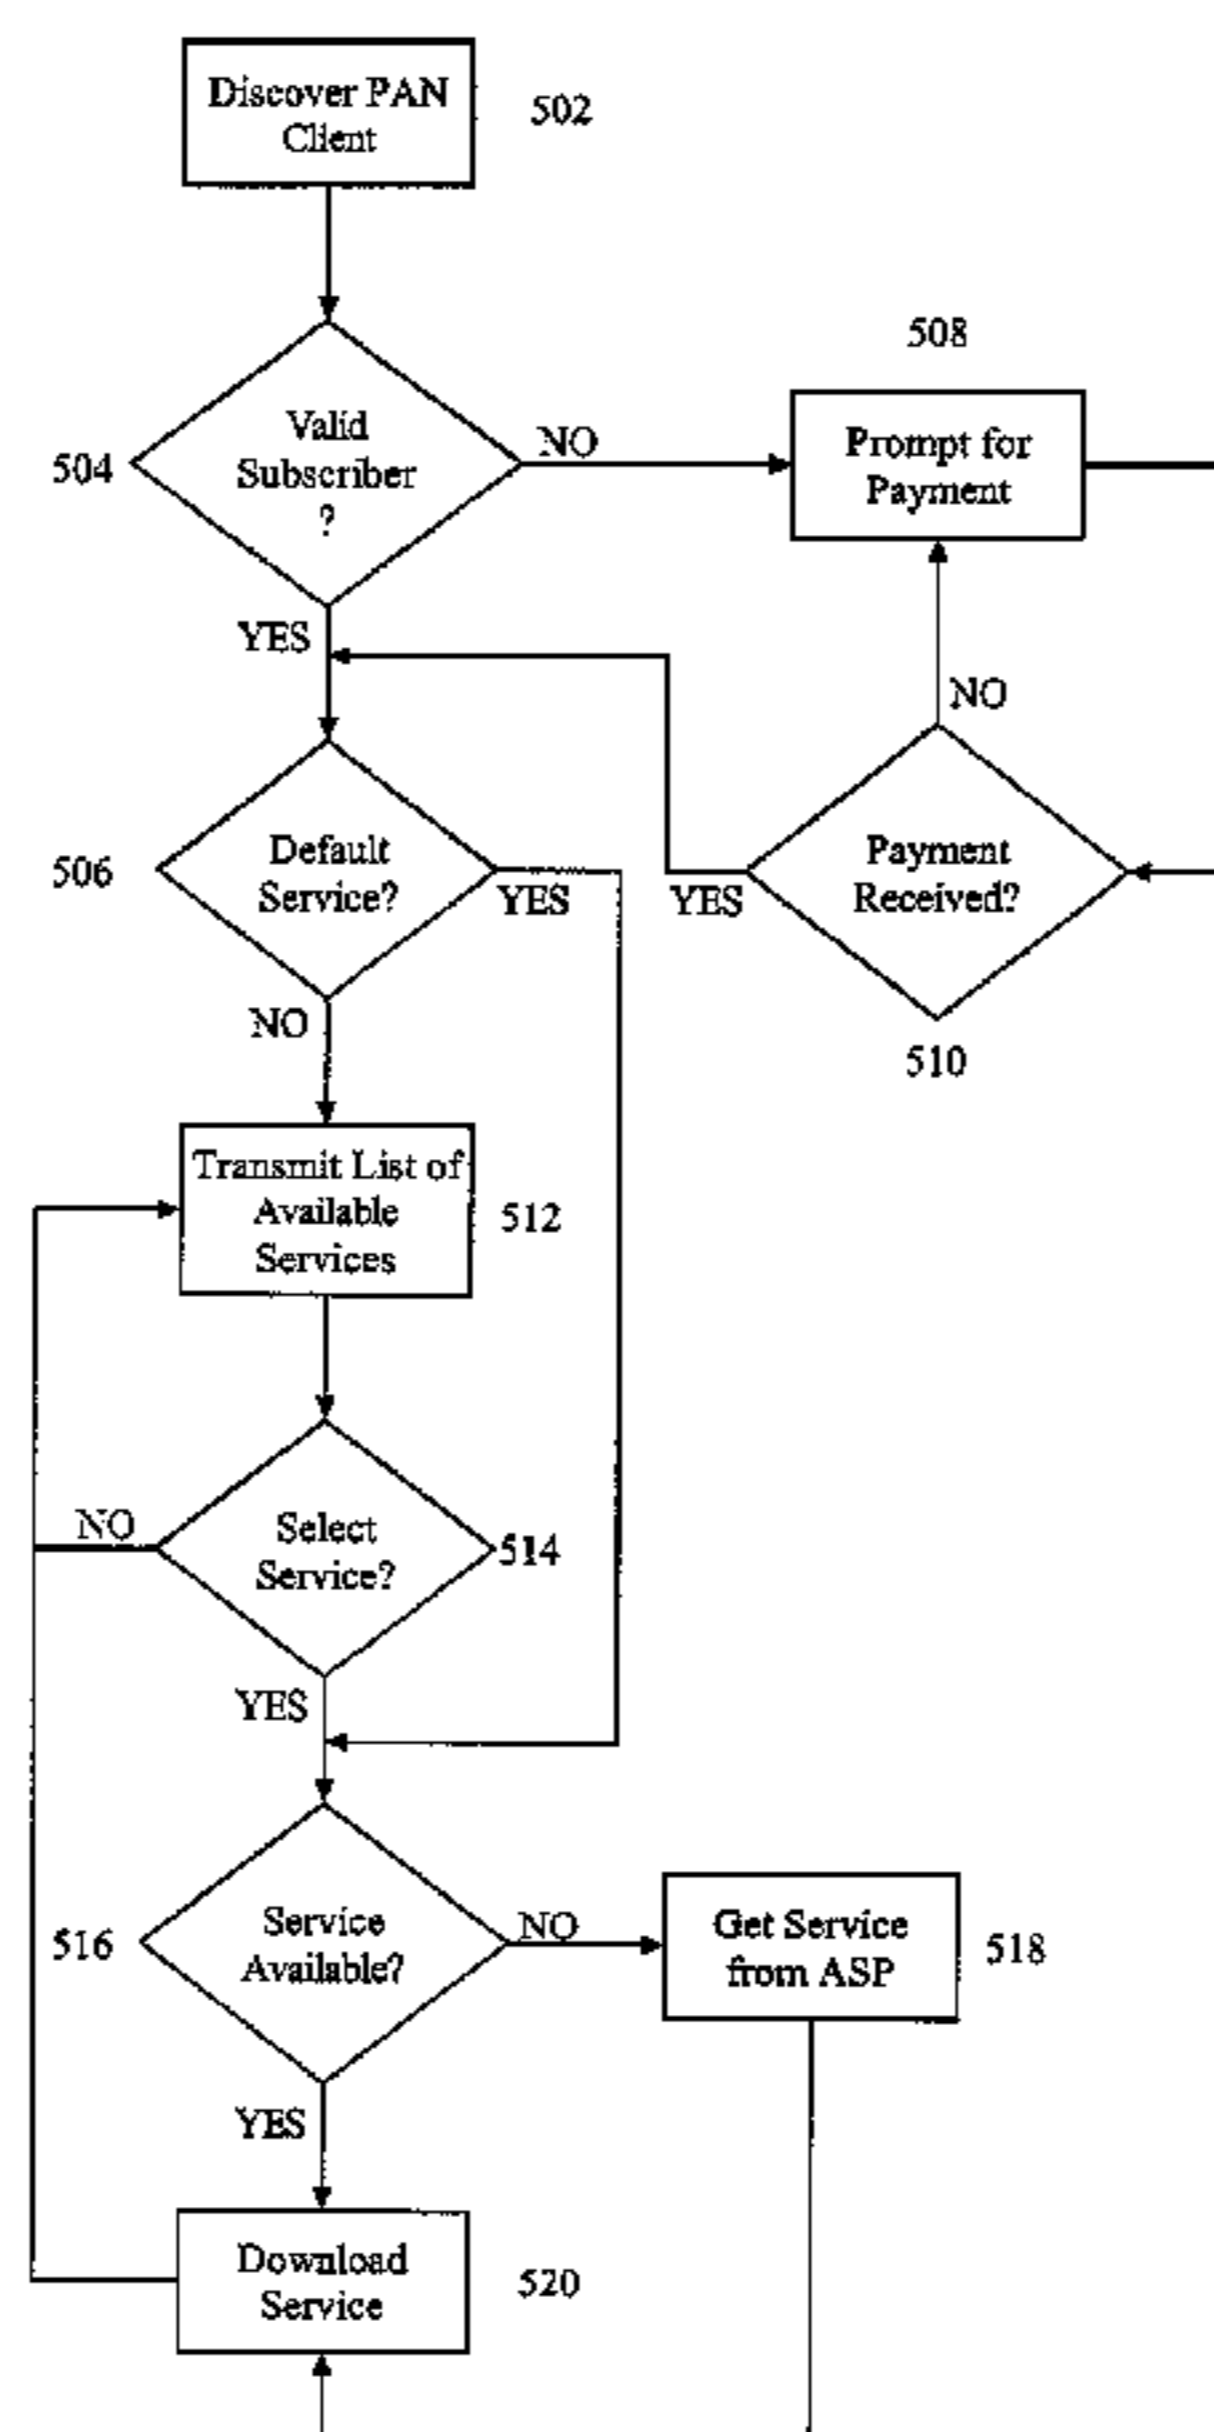 Discover PAN
Client
502
508
Valid
Subscriber
?
504
NO
Prompt for
Payment
YES
NO
Default
Service?
506
YES
YES
Payment
Received?
NO
510
Transmit List of
Available
Services
512
NO
Select
Service?
514
YES
Service
Available?
516
NO
Get Service
from ASP
518
YES
Download
Service
520